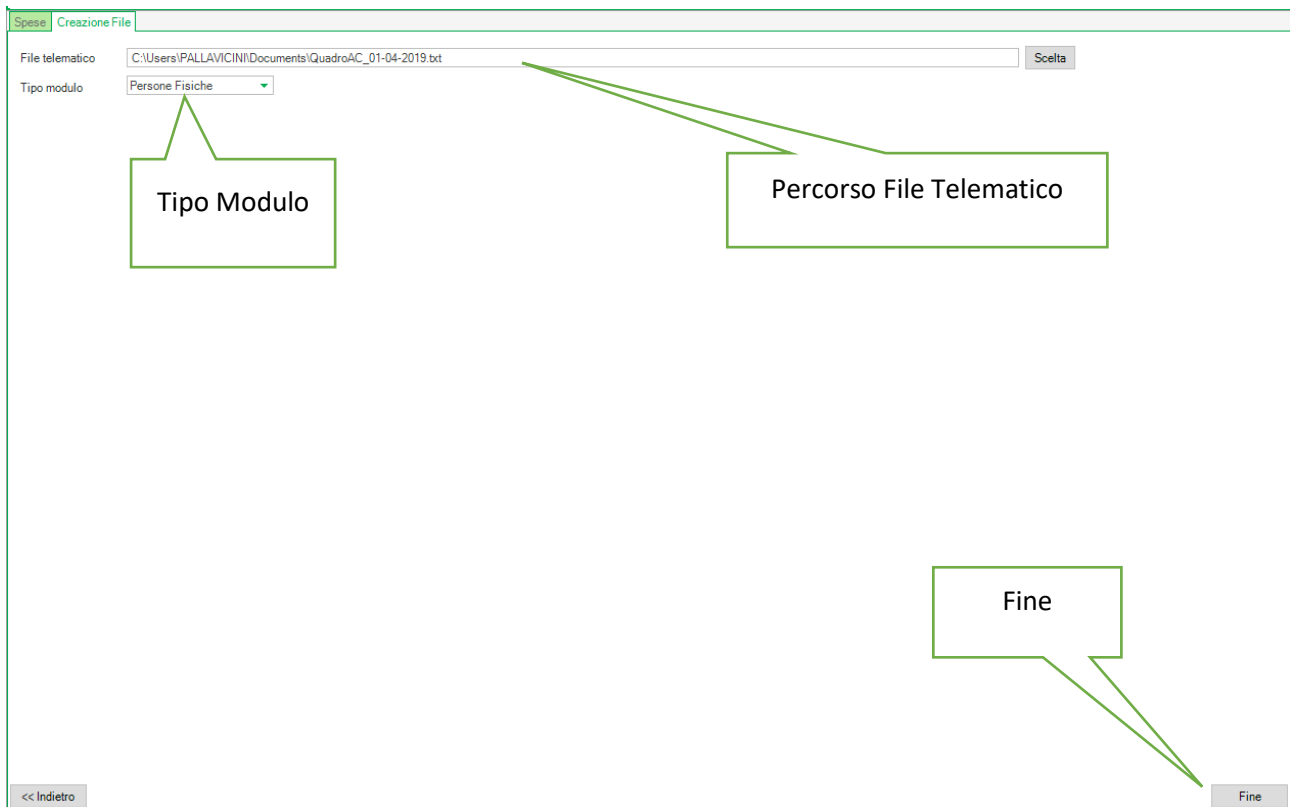 Spese Creazione File
File telematico C:\Users\PALLAVICINI\Documents\QuadroAC_01-04-2019.txt Scelta
Tipo modulo Persone Fisiche
Tipo Modulo
Percorso File Telematico
Fine
<< Indietro Fine